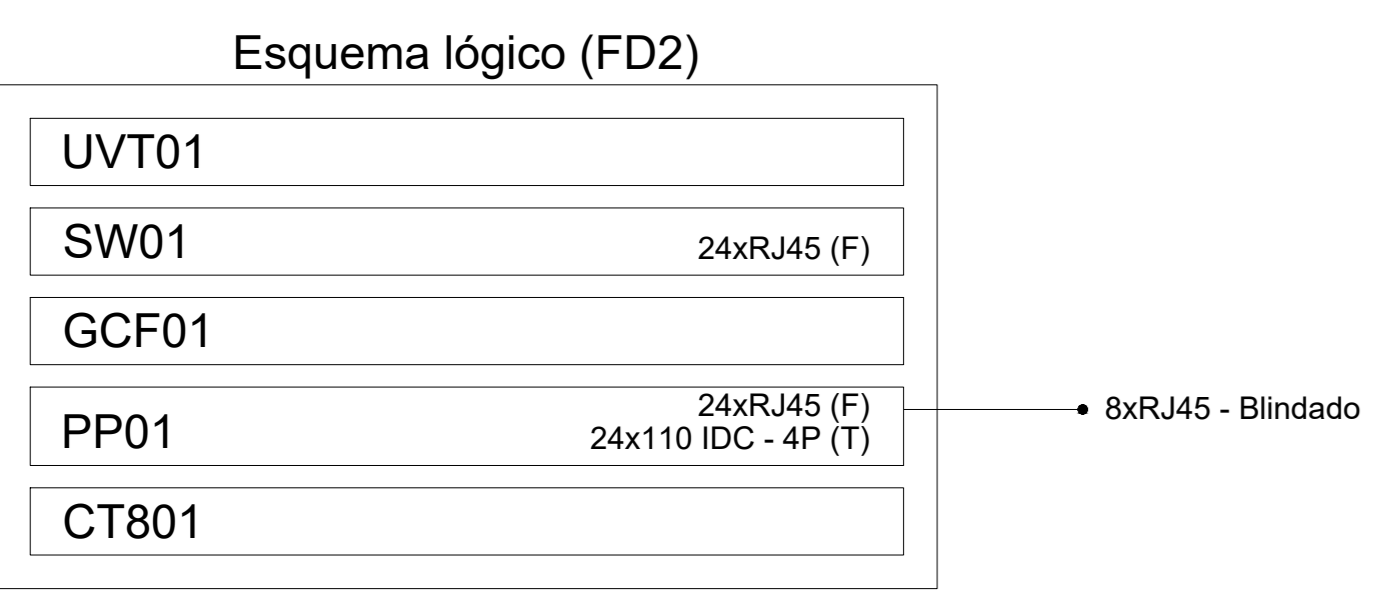 Esquema lógico (FD2)
UVT01
SW01
24xRJ45 (F)
GCF01
PP01
24xRJ45 (F)
24x110 IDC - 4P (T)
8xRJ45 - Blindado
CT801